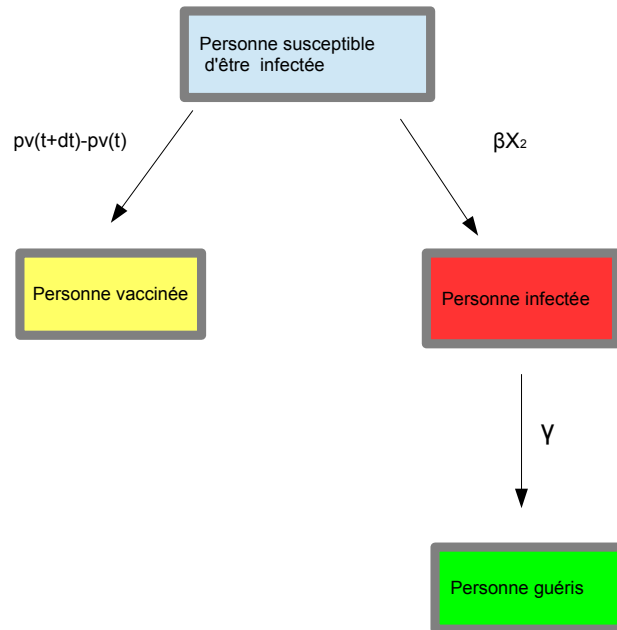 Personne susceptible
d'être infectée
pv(t+dt)-pv(t)
βX₂
Personne vaccinée
Personne infectée
γ
Personne guéris